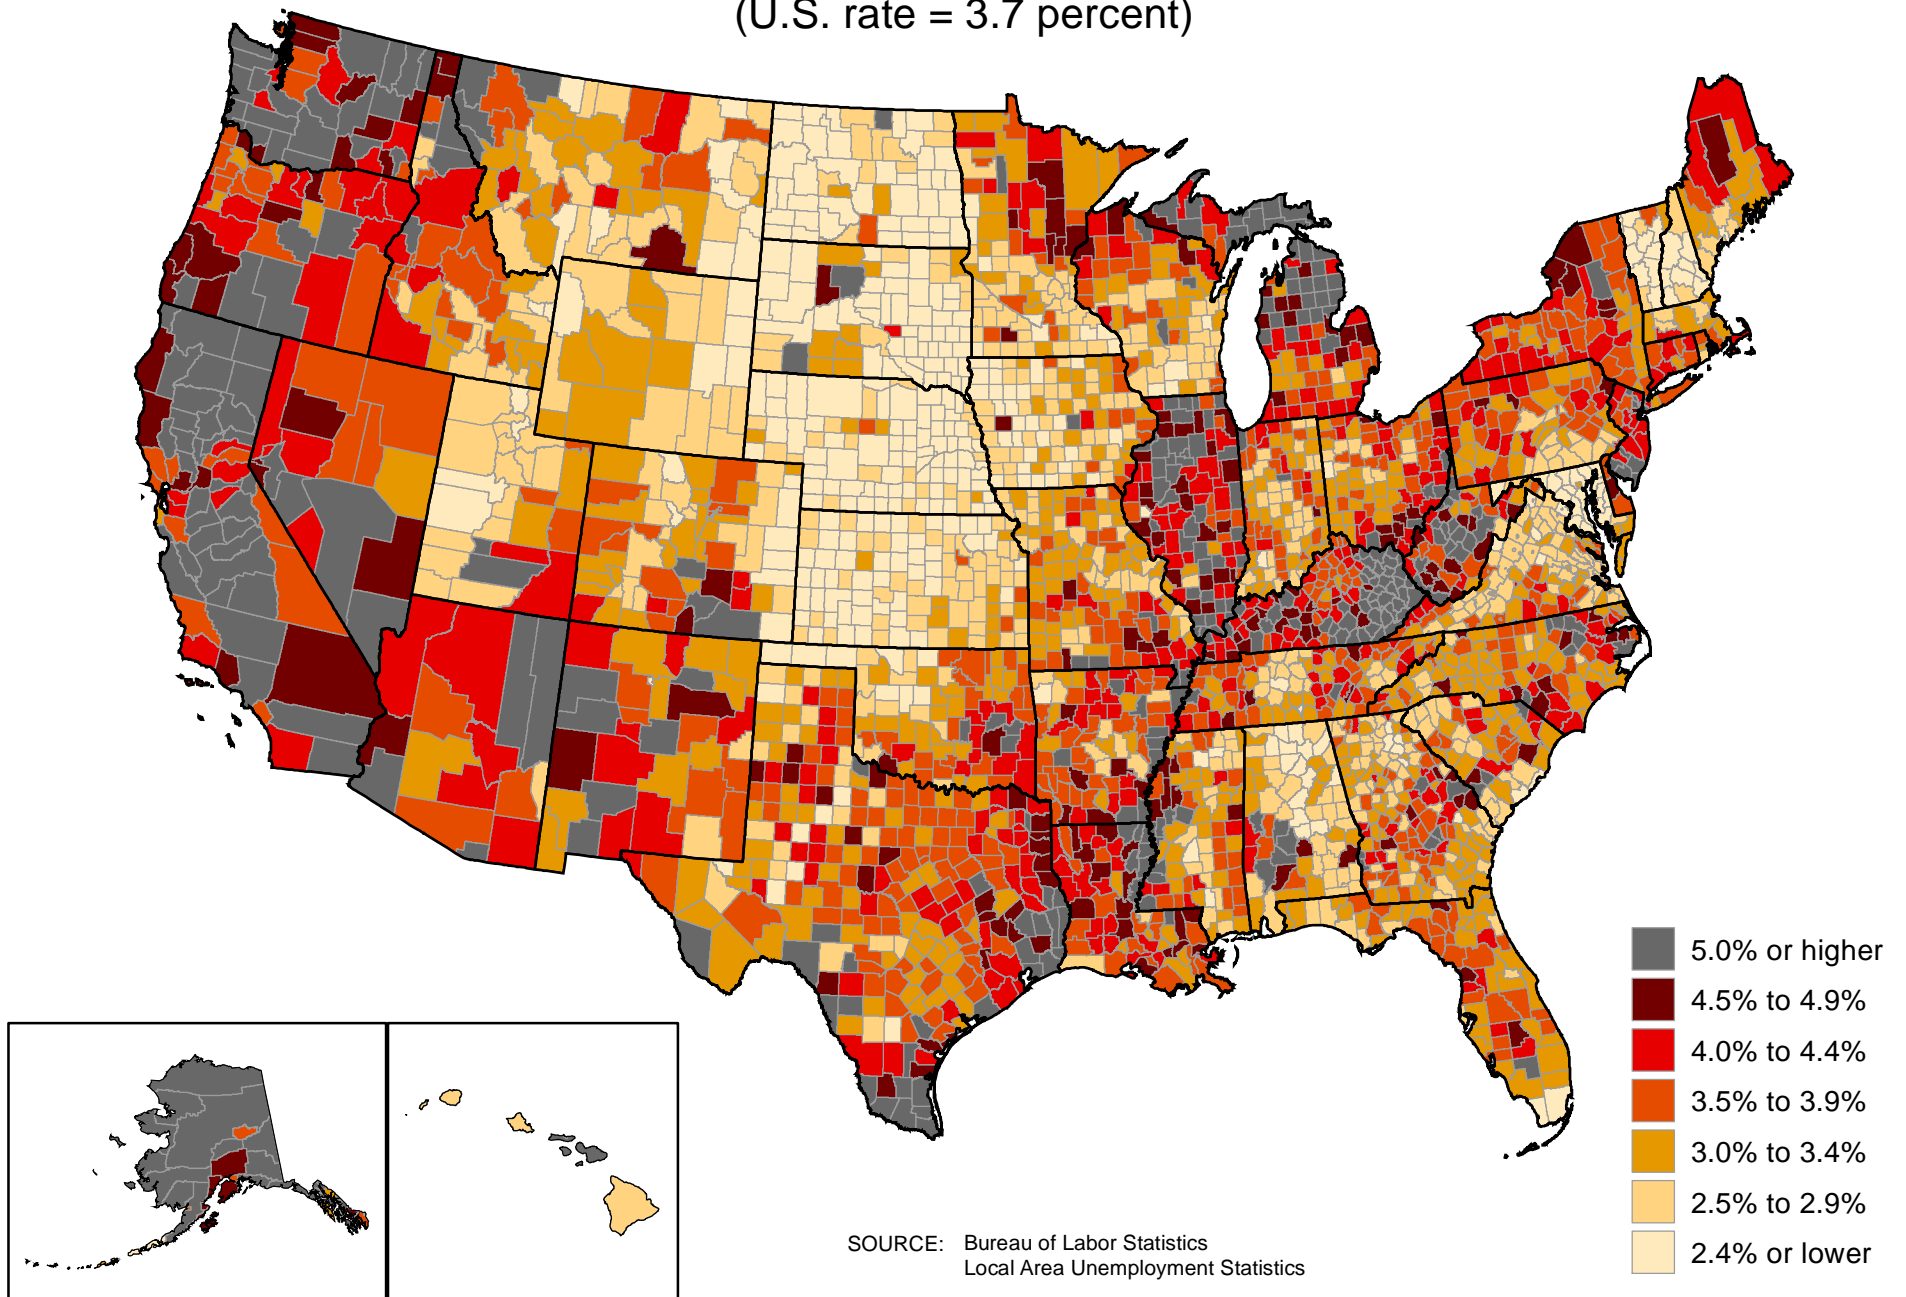 (U.S. rate = 3.7 percent)
5.0% or higher
4.5% to 4.9%
4.0% to 4.4%
3.5% to 3.9%
3.0% to 3.4%
2.5% to 2.9%
2.4% or lower
SOURCE: Bureau of Labor Statistics
Local Area Unemployment Statistics